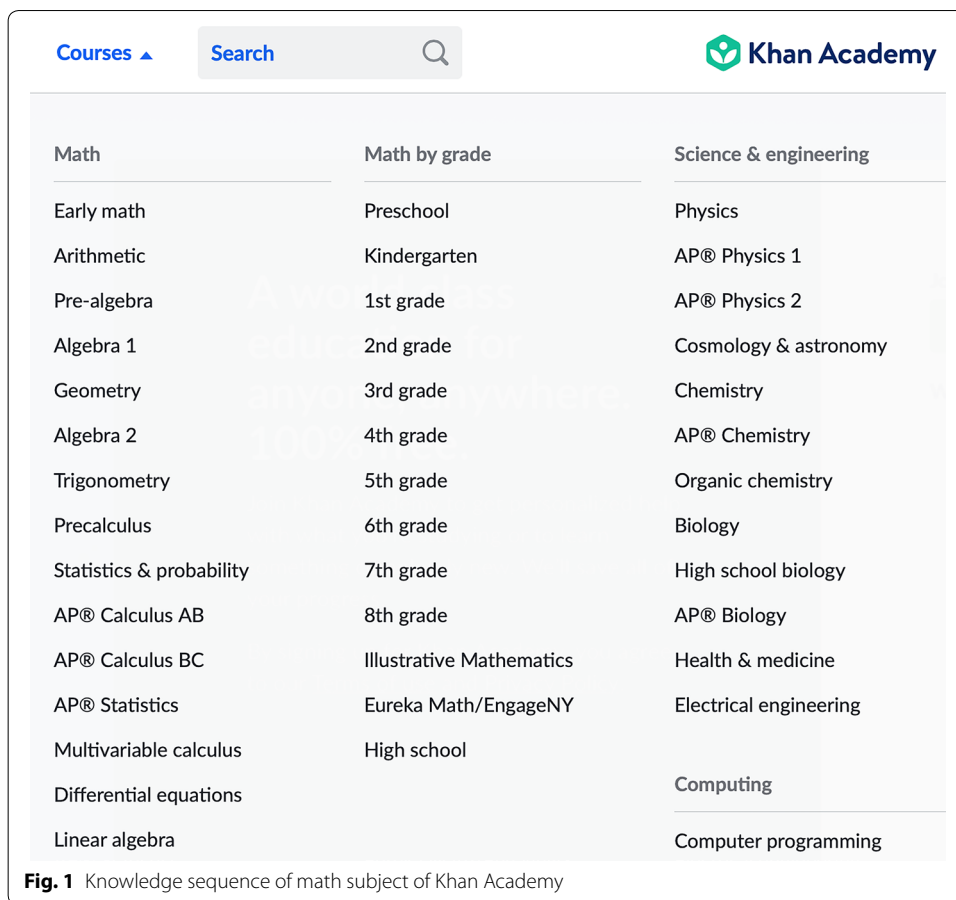 Courses
Search
Khan Academy
Math
Early math
Arithmetic
Pre-algebra
Algebra 1
Geometry
Algebra 2
Trigonometry
Precalculus
Statistics & probability
AP® Calculus AB
AP® Calculus BC
AP® Statistics
Multivariable calculus
Differential equations
Linear algebra
Math by grade
Preschool
Kindergarten
1st grade
2nd grade
3rd grade
4th grade
5th grade
6th grade
7th grade
8th grade
Illustrative Mathematics
Eureka Math/EngageNY
High school
Science & engineering
Physics
AP® Physics 1
AP® Physics 2
Cosmology & astronomy
Chemistry
AP® Chemistry
Organic chemistry
Biology
High school biology
AP® Biology
Health & medicine
Electrical engineering
Computing
Computer programming
Fig. 1 Knowledge sequence of math subject of Khan Academy